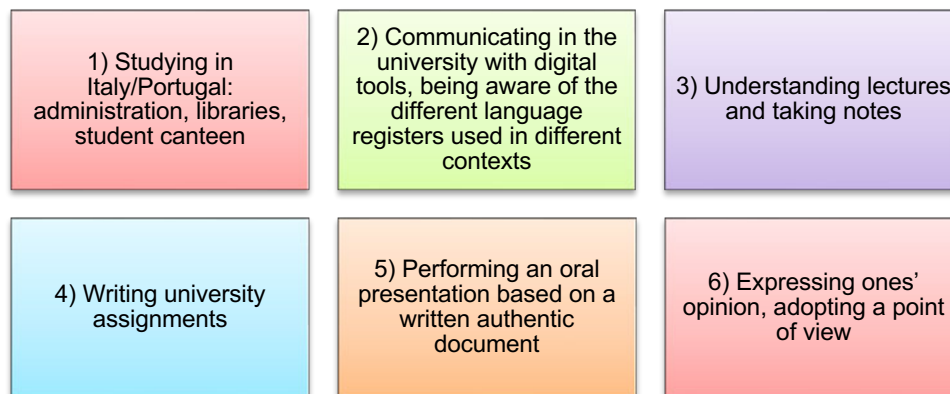 1) Studying in
Italy/Portugal:
administration, libraries,
student canteen
2) Communicating in the
university with digital
tools, being aware of the
different language
registers used in different
contexts
3) Understanding lectures
and taking notes
4) Writing university
assignments
5) Performing an oral
presentation based on a
written authentic
document
6) Expressing ones’
opinion, adopting a point
of view